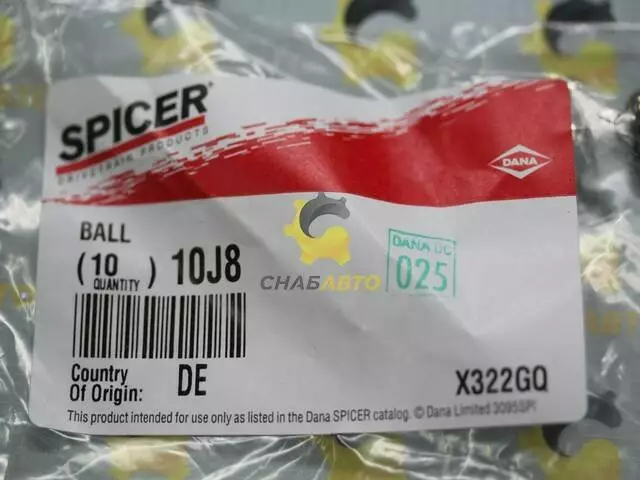 SPICER®
DRIVETRAIN PRODUCTS
DANA
BALL
(10) 10J8
QUANTITY
DANA DC
025
СНАБАВТО
Country
Of Origin: DE
X322GQ
This product intended for use only as listed in the Dana SPICER catalog. © Dana Limited 3095SPI